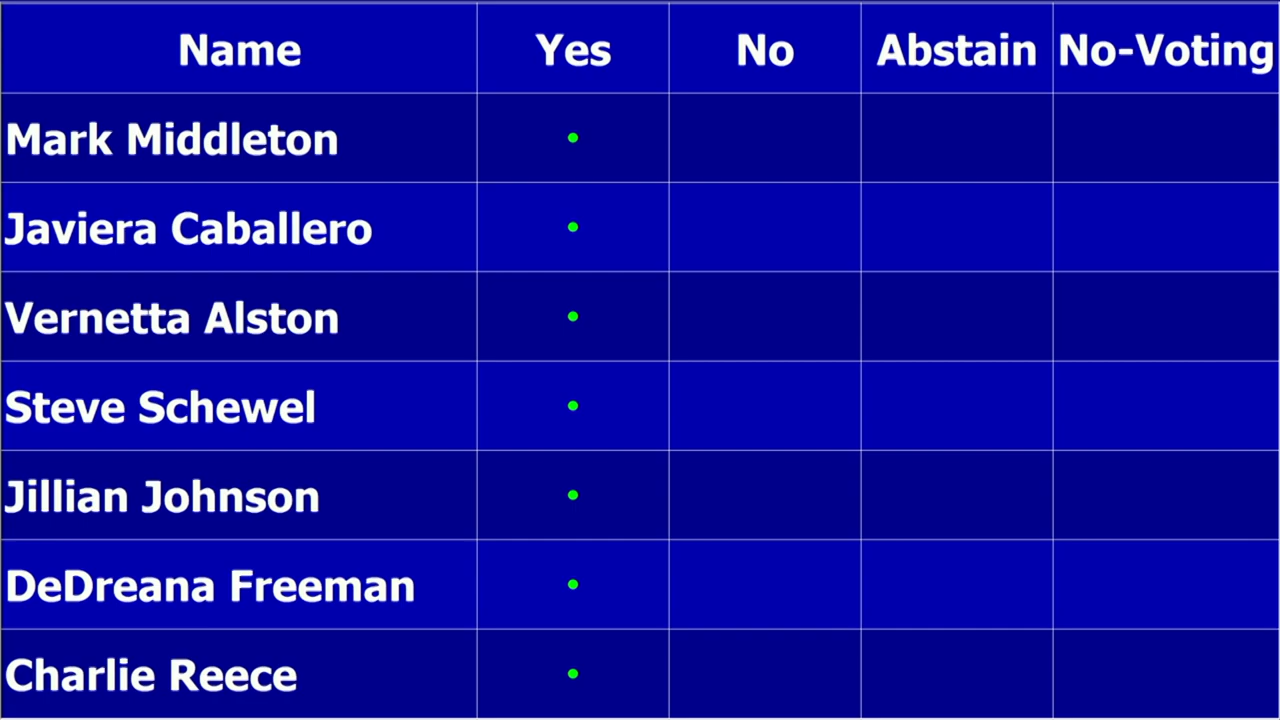 Name Yes No Abstain No-Voting
Mark Middleton •
Javiera Caballero •
Vernetta Alston •
Steve Schewel •
Jillian Johnson •
DeDreana Freeman •
Charlie Reece •